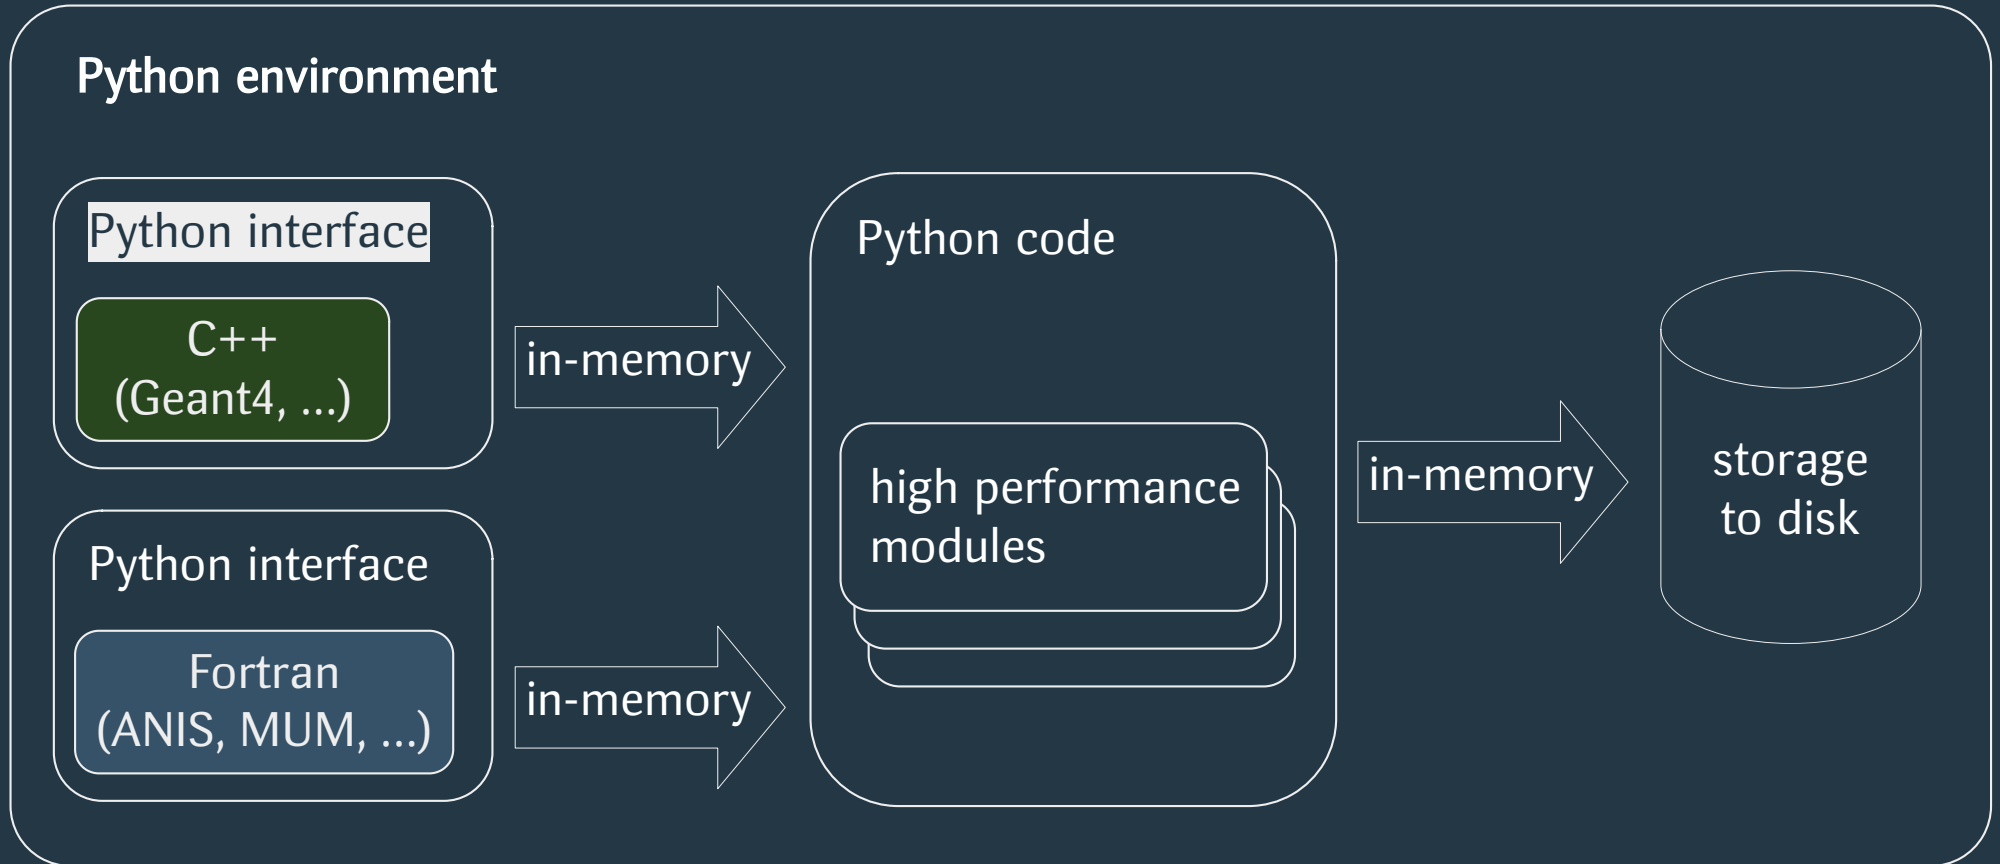 Python environment
Python interface
C++
(Geant4, ...)
in-memory
Python interface
Fortran
(ANIS, MUM, ...)
in-memory
Python code
high performance
modules
in-memory
storage
to disk